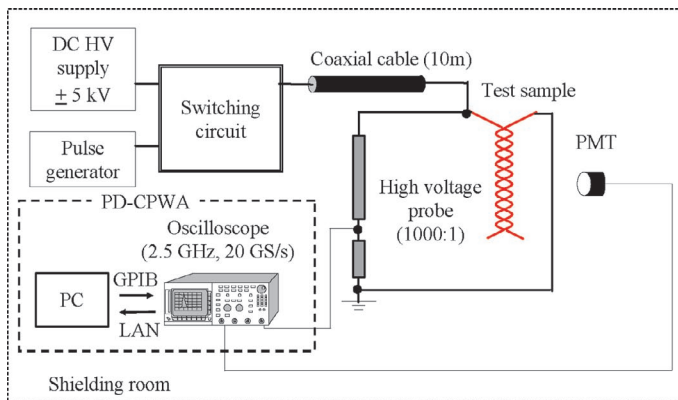 DC HV
supply
± 5 kV
Pulse
generator
Switching
circuit
Coaxial cable (10m)
Test sample
PMT
High voltage
probe
(1000:1)
PD-CPWA
Oscilloscope
(2.5 GHz, 20 GS/s)
PC
GPIB
LAN
Shielding room